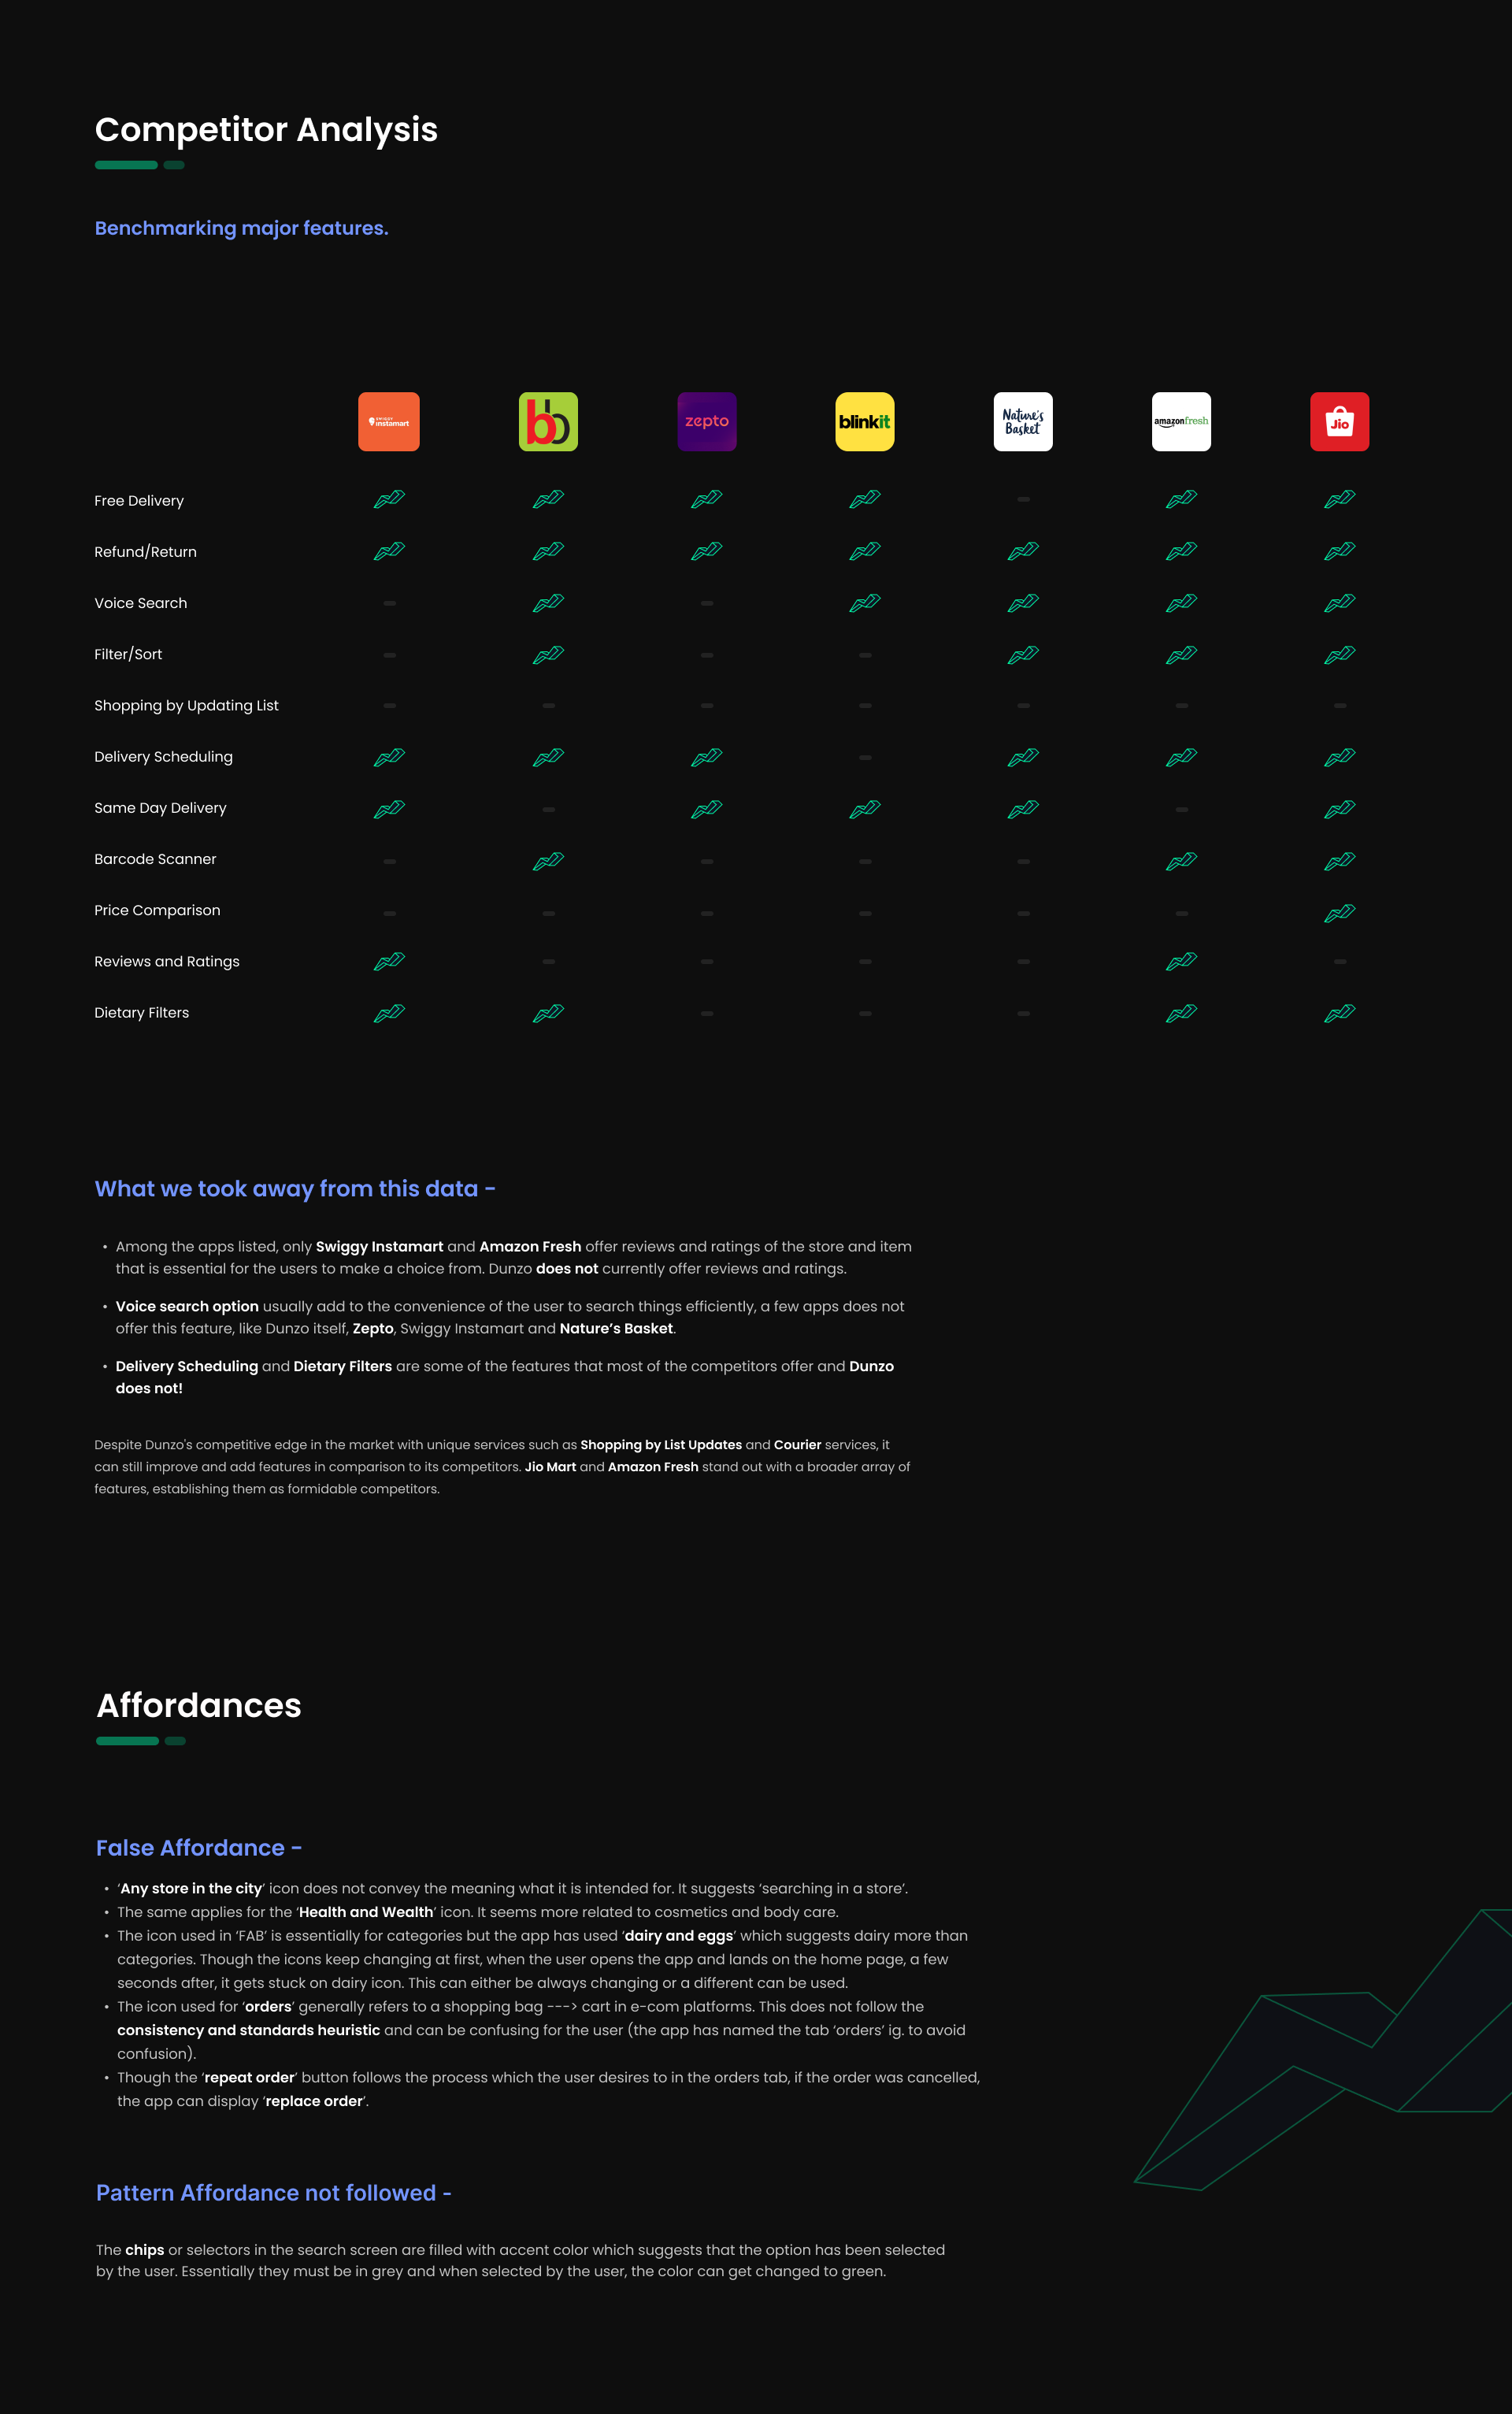 Competitor Analysis
Benchmarking major features.
SWIGGY
instamart
bb
zepto
blinkit
Nature's
Basket
amazonfresh
Jio
Free Delivery
Refund/Return
Voice Search
Filter/Sort
Shopping by Updating List
Delivery Scheduling
Same Day Delivery
Barcode Scanner
Price Comparison
Reviews and Ratings
Dietary Filters
What we took away from this data -
• Among the apps listed, only Swiggy Instamart and Amazon Fresh offer reviews and ratings of the store and item
that is essential for the users to make a choice from. Dunzo does not currently offer reviews and ratings.
• Voice search option usually add to the convenience of the user to search things efficiently, a few apps does not
offer this feature, like Dunzo itself, Zepto, Swiggy Instamart and Nature’s Basket.
• Delivery Scheduling and Dietary Filters are some of the features that most of the competitors offer and Dunzo
does not!
Despite Dunzo's competitive edge in the market with unique services such as Shopping by List Updates and Courier services, it
can still improve and add features in comparison to its competitors. Jio Mart and Amazon Fresh stand out with a broader array of
features, establishing them as formidable competitors.
Affordances
False Affordance -
• ‘Any store in the city’ icon does not convey the meaning what it is intended for. It suggests ‘searching in a store’.
• The same applies for the ‘Health and Wealth’ icon. It seems more related to cosmetics and body care.
• The icon used in ‘FAB’ is essentially for categories but the app has used ‘dairy and eggs’ which suggests dairy more than
categories. Though the icons keep changing at first, when the user opens the app and lands on the home page, a few
seconds after, it gets stuck on dairy icon. This can either be always changing or a different can be used.
• The icon used for ‘orders’ generally refers to a shopping bag ---> cart in e-com platforms. This does not follow the
consistency and standards heuristic and can be confusing for the user (the app has named the tab ‘orders’ ig. to avoid
confusion).
• Though the ‘repeat order’ button follows the process which the user desires to in the orders tab, if the order was cancelled,
the app can display ‘replace order’.
Pattern Affordance not followed -
The chips or selectors in the search screen are filled with accent color which suggests that the option has been selected
by the user. Essentially they must be in grey and when selected by the user, the color can get changed to green.